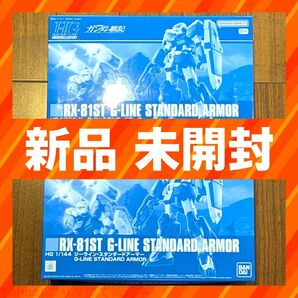 HG
ガンダム戦記
RX-81ST G-LINE STANDARD ARMOR
新品 未開封
RX-81ST G-LINE STANDARD ARMOR
HG 1/144 ジーライン・スタンダードアーマー
G-LINE STANDARD ARMOR
BANDAI